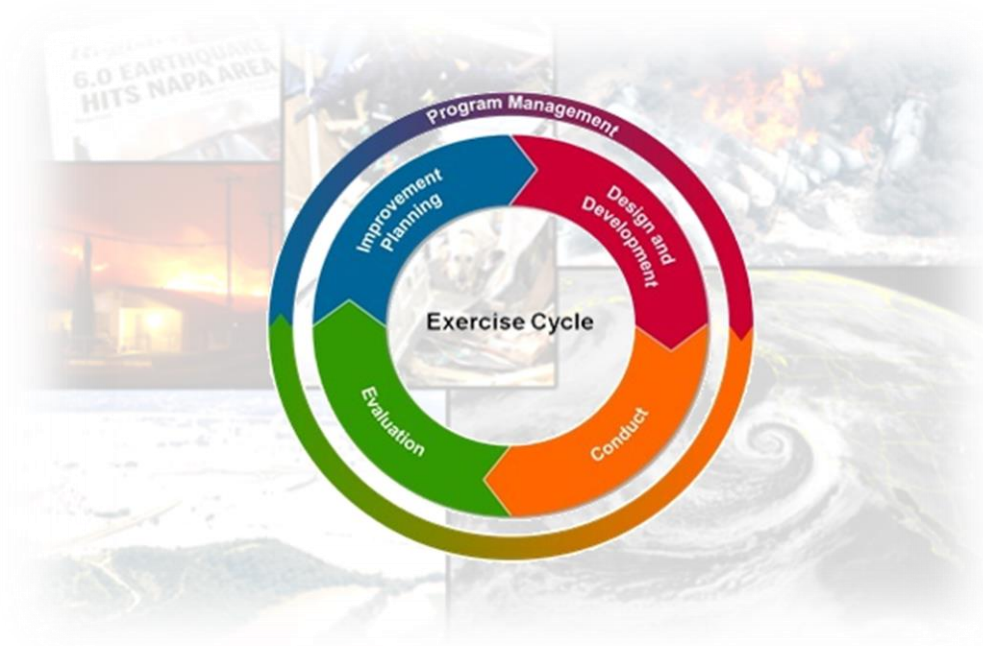 6.0 EARTHQUAKE
HITS NAPA AREA
Program Management
Improvement
Planning
Design and
Development
Exercise Cycle
Evaluation
Conduct